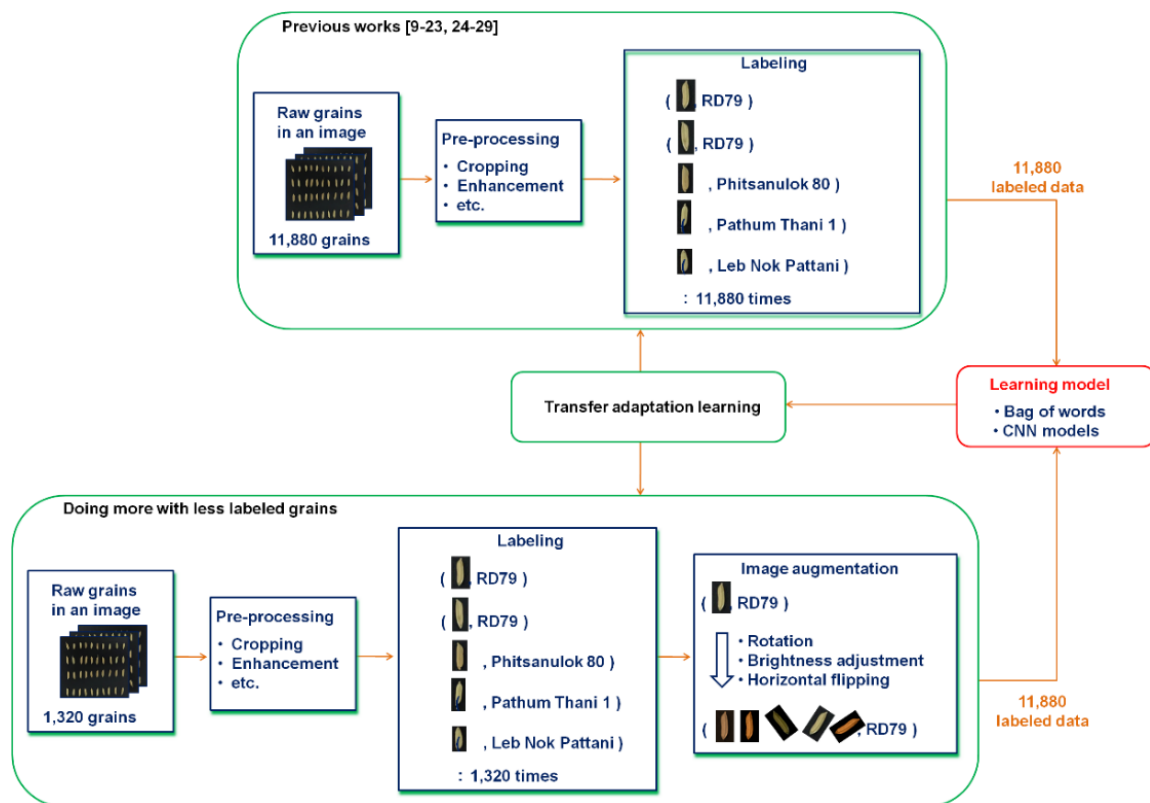 Previous works [9-23, 24-29]
Raw grains
in an image
11,880 grains
Pre-processing
• Cropping
• Enhancement
• etc.
Labeling
( , RD79 )
( , RD79 )
, Phitsanulok 80 )
, Pathum Thani 1 )
, Leb Nok Pattani )
: 11,880 times
11,880
labeled data
Transfer adaptation learning
Learning model
• Bag of words
• CNN models
Doing more with less labeled grains
Raw grains
in an image
1,320 grains
Pre-processing
• Cropping
• Enhancement
• etc.
Labeling
( , RD79 )
( , RD79 )
, Phitsanulok 80 )
, Pathum Thani 1 )
, Leb Nok Pattani )
: 1,320 times
Image augmentation
( , RD79 )
• Rotation
• Brightness adjustment
• Horizontal flipping
( , RD79 )
11,880
labeled data